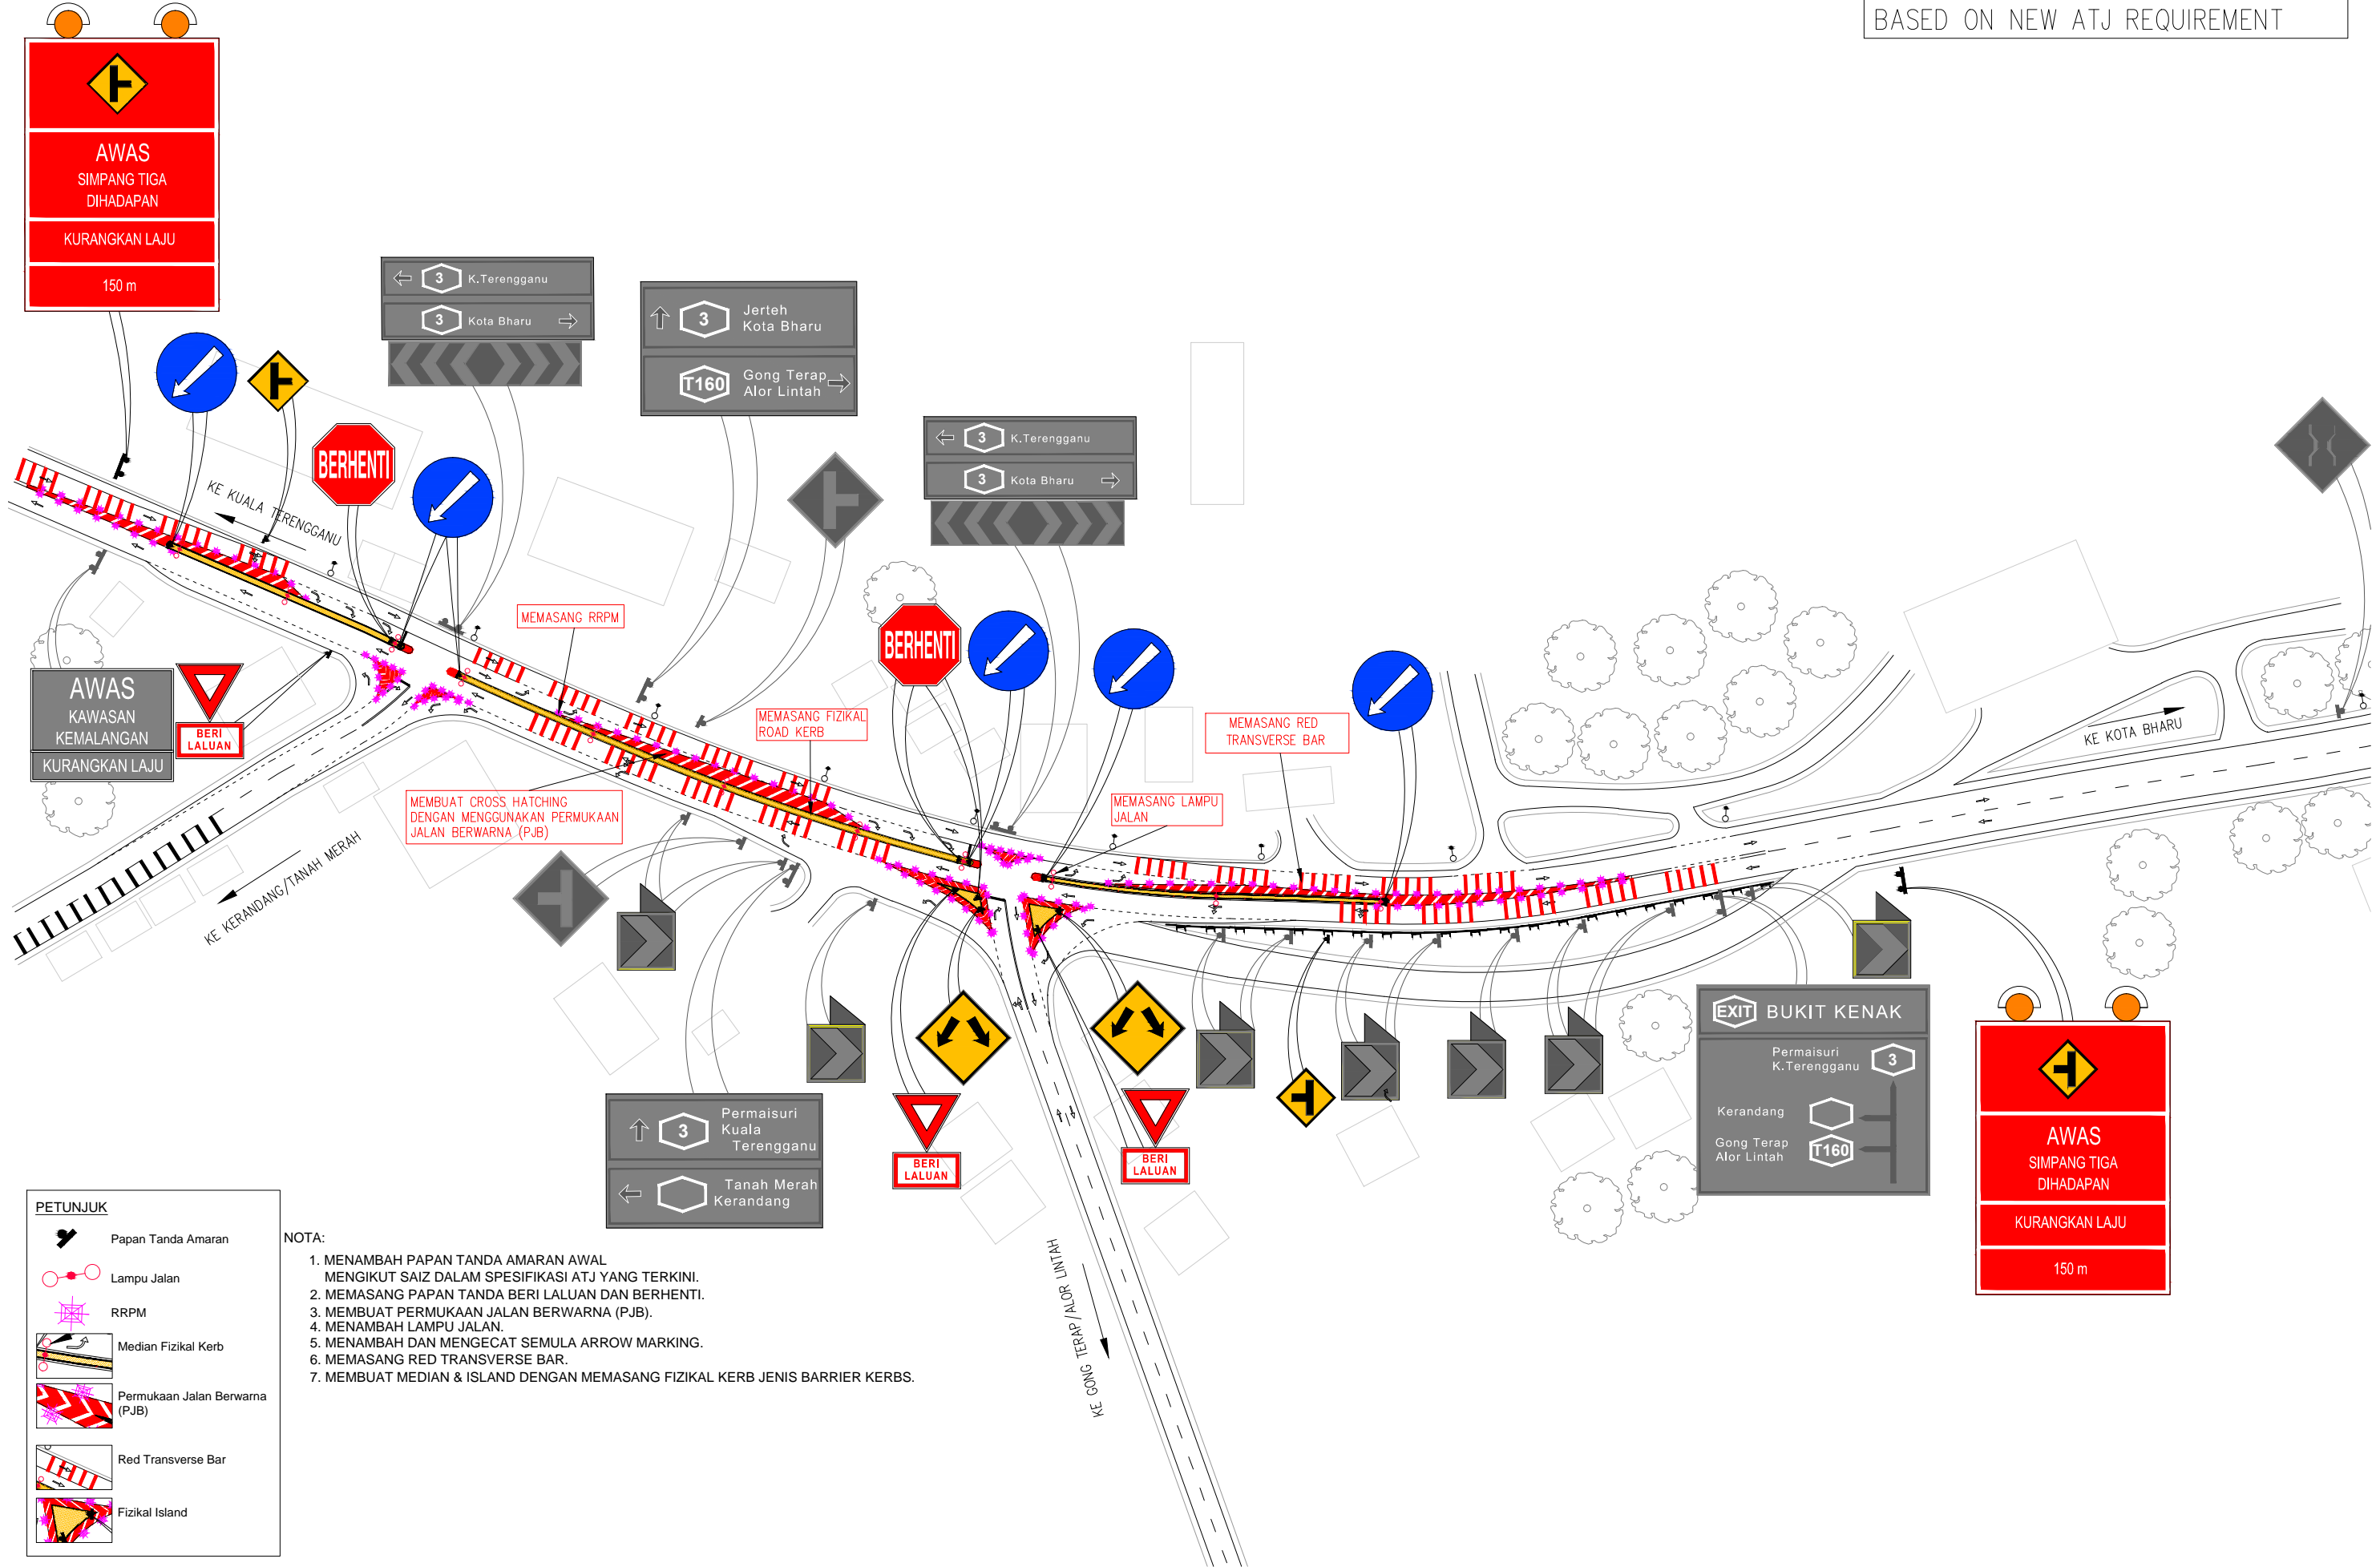 BASED ON NEW ATJ REQUIREMENT
AWAS
SIMPANG TIGA
DIHADAPAN
KURANGKAN LAJU
150 m
3 K.Terengganu
3 Kota Bharu
3 Jerteh
Kota Bharu
T160 Gong Terap
Alor Lintah
BERHENTI
KE KUALA TERENGGANU
3 K.Terengganu
3 Kota Bharu
MEMASANG RRPM
BERHENTI
AWAS
KAWASAN
KEMALANGAN
KURANGKAN LAJU
BERI
LALUAN
MEMASANG FIZIKAL
ROAD KERB
MEMASANG RED
TRANSVERSE BAR
KE KOTA BHARU
MEMBUAT CROSS HATCHING
DENGAN MENGGUNAKAN PERMUKAAN
JALAN BERWARNA (PJB)
MEMASANG LAMPU
JALAN
KE KERANDANG/TANAH MERAH
EXIT BUKIT KENAK
Permaisuri
K.Terengganu 3
Kerandang
Gong Terap
Alor Lintah T160
AWAS
SIMPANG TIGA
DIHADAPAN
KURANGKAN LAJU
150 m
3 Permaisuri
Kuala
Terengganu
Tanah Merah
Kerandang
BERI
LALUAN
BERI
LALUAN
KE GONG TERAP/ALOR LINTAH
PETUNJUK
Papan Tanda Amaran
Lampu Jalan
RRPM
Median Fizikal Kerb
Permukaan Jalan Berwarna
(PJB)
Red Transverse Bar
Fizikal Island
NOTA:
1. MENAMBAH PAPAN TANDA AMARAN AWAL
MENGIKUT SAIZ DALAM SPESIFIKASI ATJ YANG TERKINI.
2. MEMASANG PAPAN TANDA BERI LALUAN DAN BERHENTI.
3. MEMBUAT PERMUKAAN JALAN BERWARNA (PJB).
4. MENAMBAH LAMPU JALAN.
5. MENAMBAH DAN MENGECAT SEMULA ARROW MARKING.
6. MEMASANG RED TRANSVERSE BAR.
7. MEMBUAT MEDIAN & ISLAND DENGAN MEMASANG FIZIKAL KERB JENIS BARRIER KERBS.